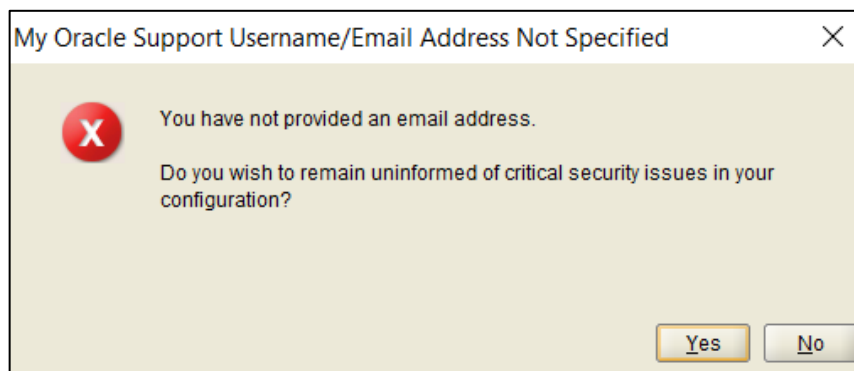 My Oracle Support Username/Email Address Not Specified
You have not provided an email address.
Do you wish to remain uninformed of critical security issues in your
configuration?
Yes
No